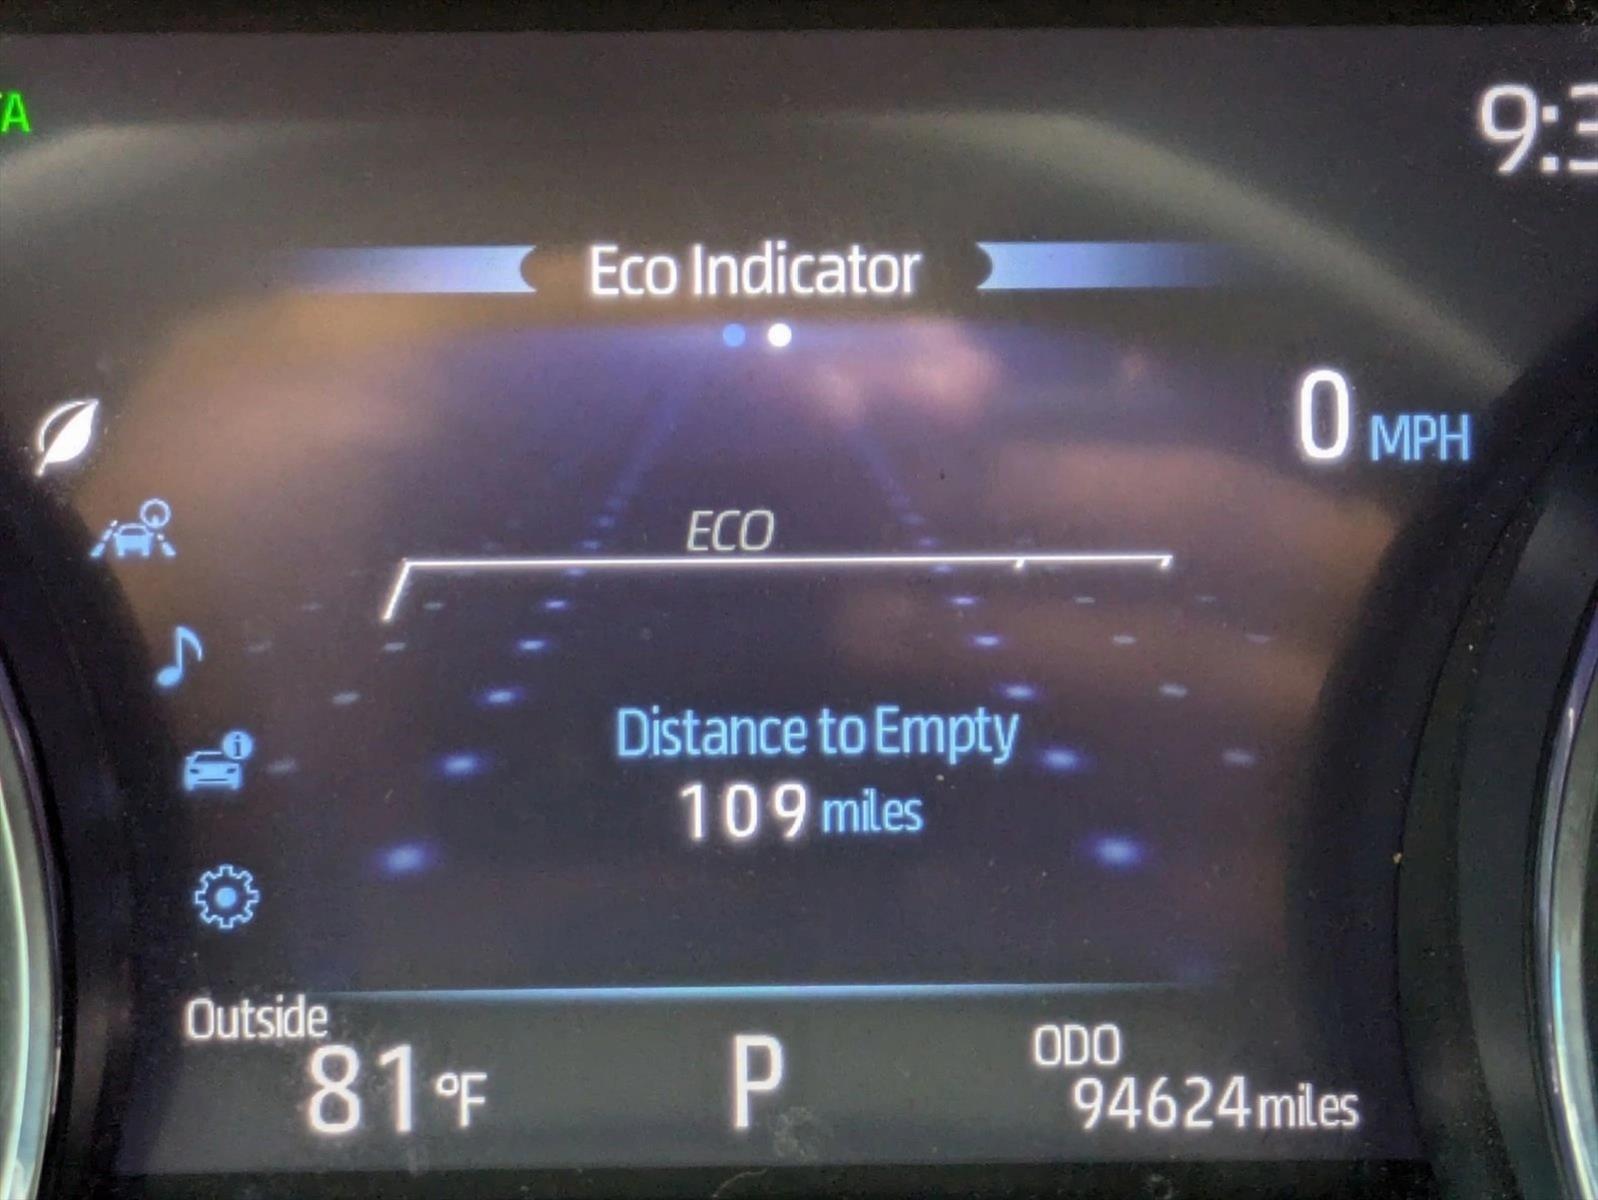 Eco Indicator
0 MPH
ECO
Distance to Empty
109 miles
Outside
81°F
P
ODO
94624 miles